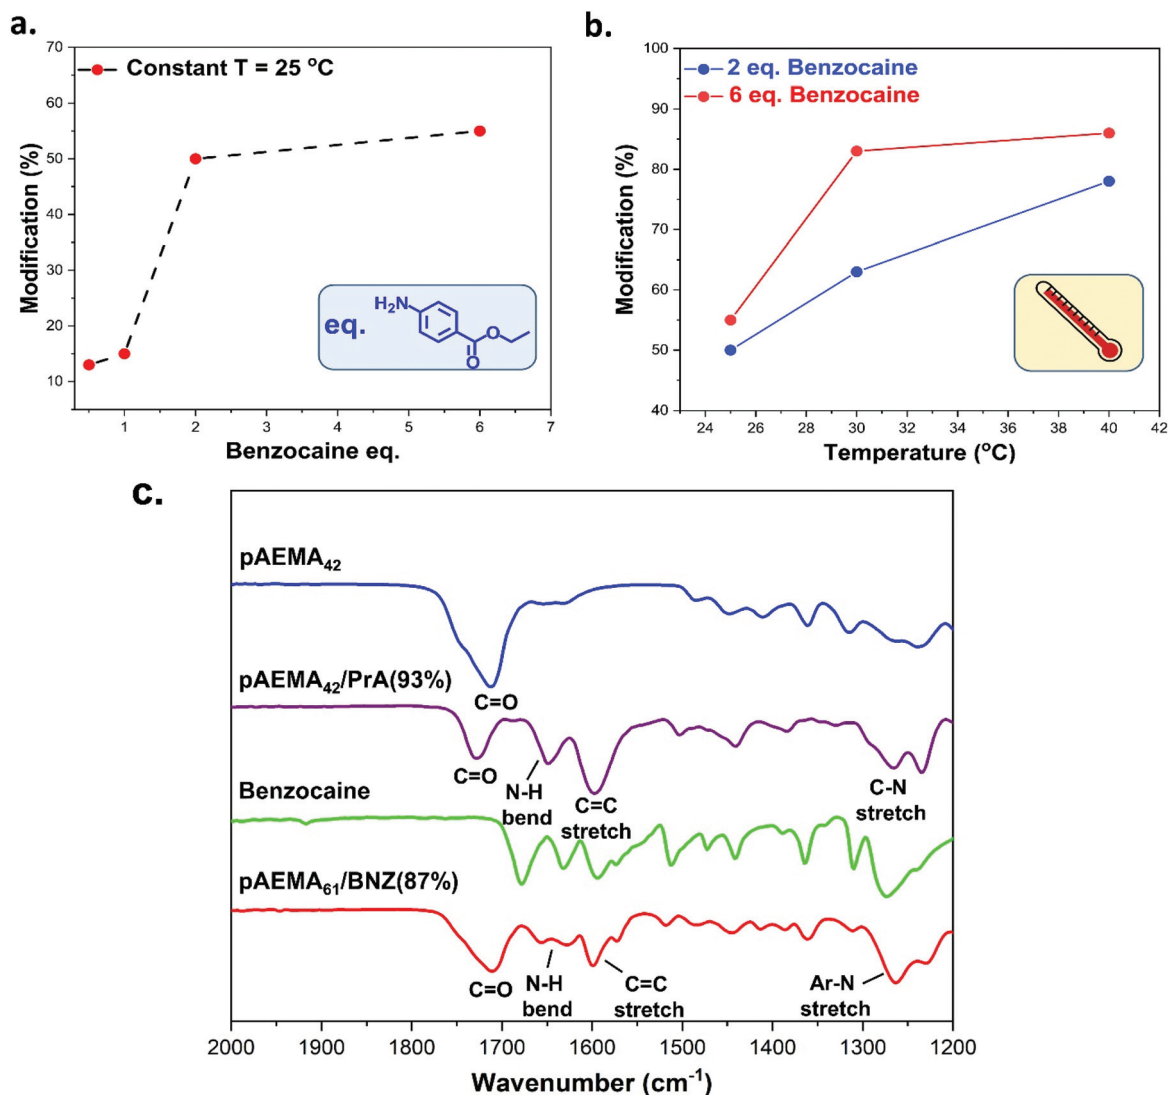 a.
70
60
50
40
30
20
10
Modification (%)
Constant T = 25 °C
eq.
H₂N
O
O
1
2
3
4
5
6
7
Benzocaine eq.
b.
100
90
80
70
60
50
40
Modification (%)
2 eq. Benzocaine
6 eq. Benzocaine
24
26
28
30
32
34
36
38
40
42
Temperature (°C)
c.
pAEMA₄₂
C=O
pAEMA₄₂/PrA(93%)
C=O
N-H
bend
C=C
stretch
C-N
stretch
Benzocaine
pAEMA₆₁/BNZ(87%)
C=O
N-H
bend
C=C
stretch
Ar-N
stretch
2000
1900
1800
1700
1600
1500
1400
1300
1200
Wavenumber (cm⁻¹)